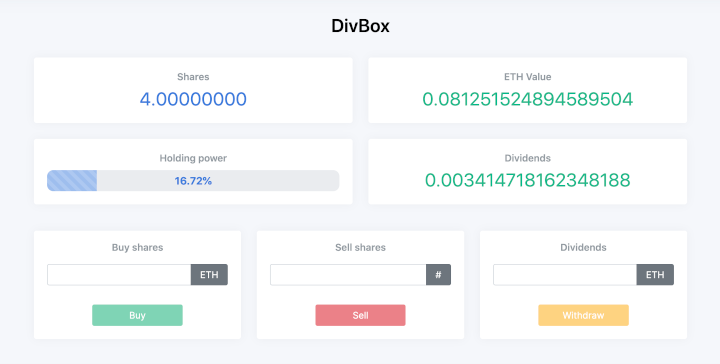 DivBox
Shares
4.00000000
ETH Value
0.081251524894589504
Holding power
16.72%
Dividends
0.003414718162348188
Buy shares
ETH
Buy
Sell shares
#
Sell
Dividends
ETH
Withdraw